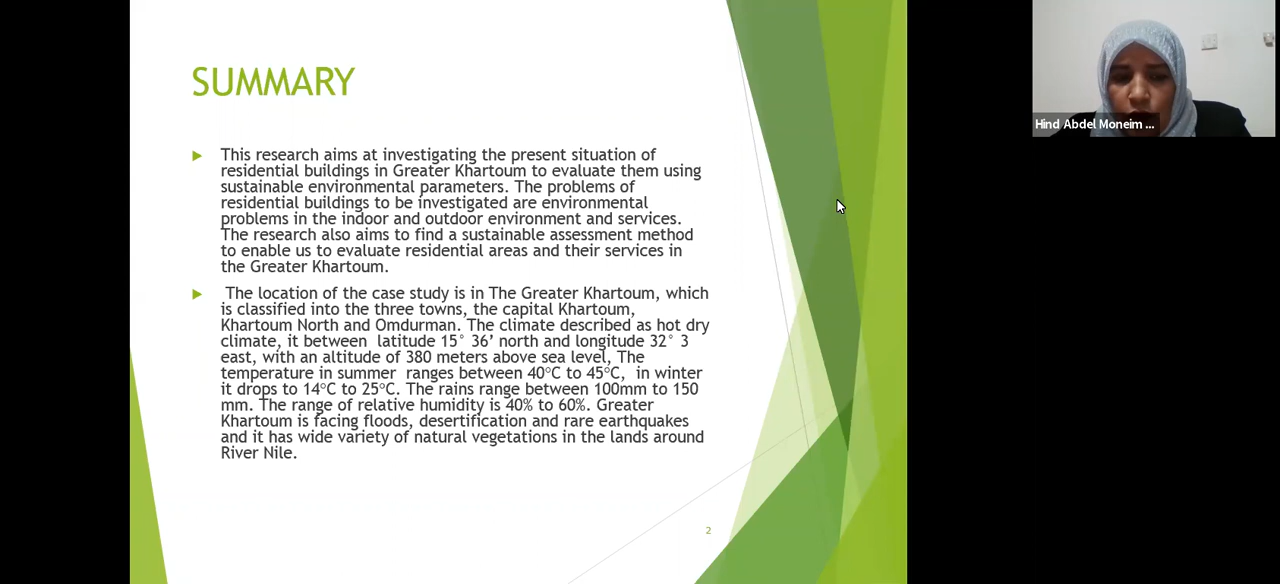 SUMMARY
This research aims at investigating the present situation of
residential buildings in Greater Khartoum to evaluate them using
sustainable environmental parameters. The problems of
residential buildings to be investigated are environmental
problems in the indoor and outdoor environment and services.
The research also aims to find a sustainable assessment method
to enable us to evaluate residential areas and their services in
the Greater Khartoum.
The location of the case study is in The Greater Khartoum, which
is classified into the three towns, the capital Khartoum,
Khartoum North and Omdurman. The climate described as hot dry
climate, it between latitude 15° 36’ north and longitude 32° 3
east, with an altitude of 380 meters above sea level, The
temperature in summer ranges between 40°C to 45°C, in winter
it drops to 14°C to 25°C. The rains range between 100mm to 150
mm. The range of relative humidity is 40% to 60%. Greater
Khartoum is facing floods, desertification and rare earthquakes
and it has wide variety of natural vegetations in the lands around
River Nile.
2
Hind Abdel Moneim ...